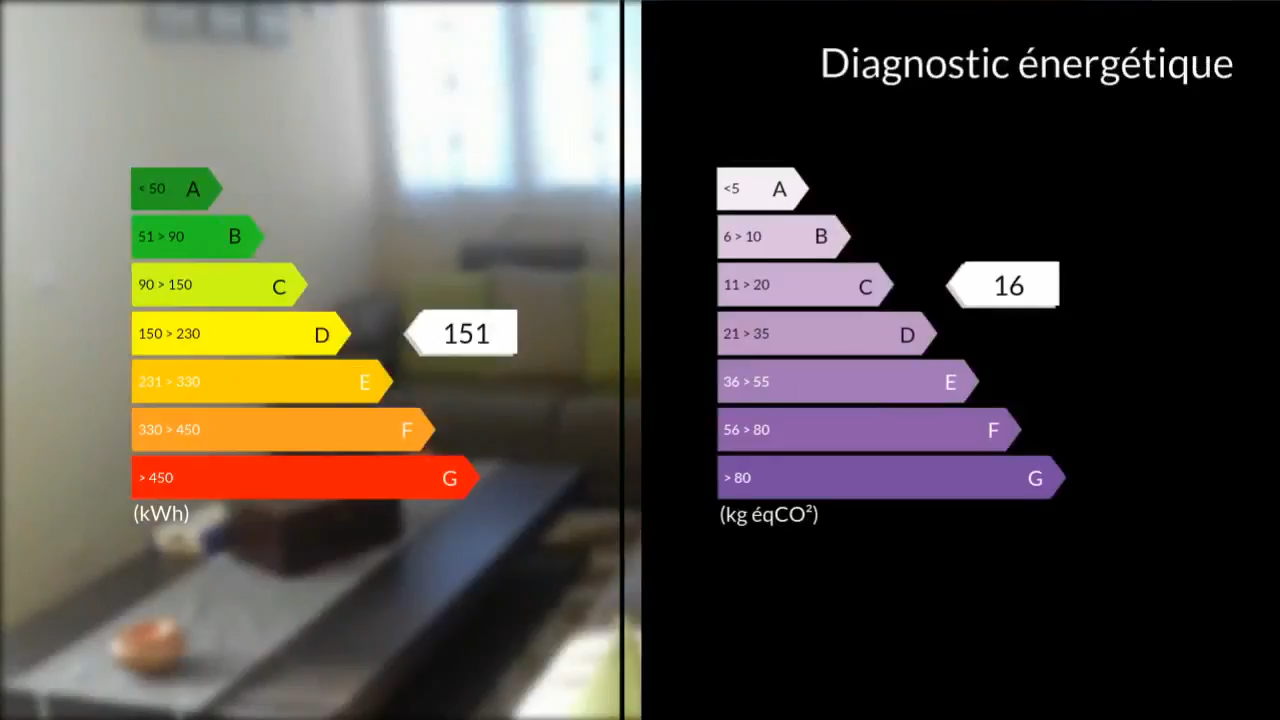 Diagnostic énergétique
< 50 A
51 > 90 B
90 > 150 C
150 > 230 D
151
231 > 330 E
330 > 450 F
> 450 G
(kWh)
<5 A
6 > 10 B
11 > 20 C
16
21 > 35 D
36 > 55 E
56 > 80 F
> 80 G
(kg éqCO²)